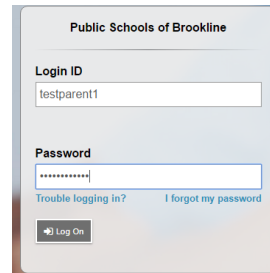 Public Schools of Brookline
Login ID
testparent1
Password
••••••••••••
Trouble logging in? I forgot my password
Log On